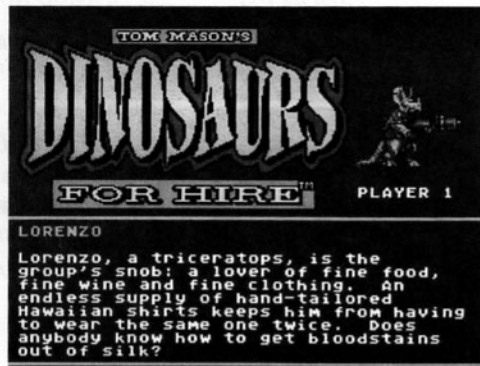 TOM MASON'S
DINOSAURS
FOR HIRE™
PLAYER 1
LORENZO
Lorenzo, a triceratops, is the
group's snob: a lover of fine food,
fine wine and fine clothing. An
endless supply of hand-tailored
Hawaiian shirts keeps him from having
to wear the same one twice. Does
anybody know how to get bloodstains
out of silk?